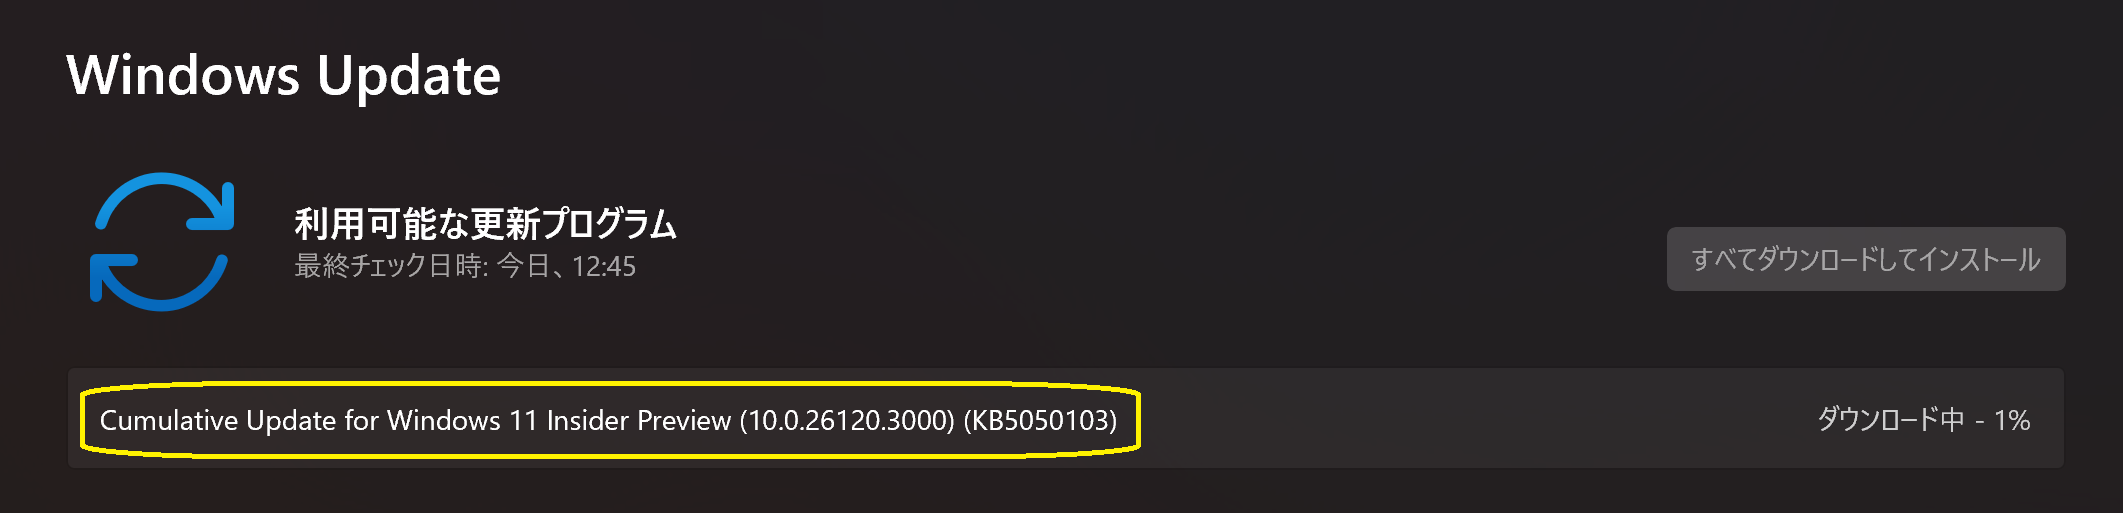 Windows Update
利用可能な更新プログラム
最終チェック日時: 今日、12:45
すべてダウンロードしてインストール
Cumulative Update for Windows 11 Insider Preview (10.0.26120.3000) (KB5050103)
ダウンロード中 - 1%